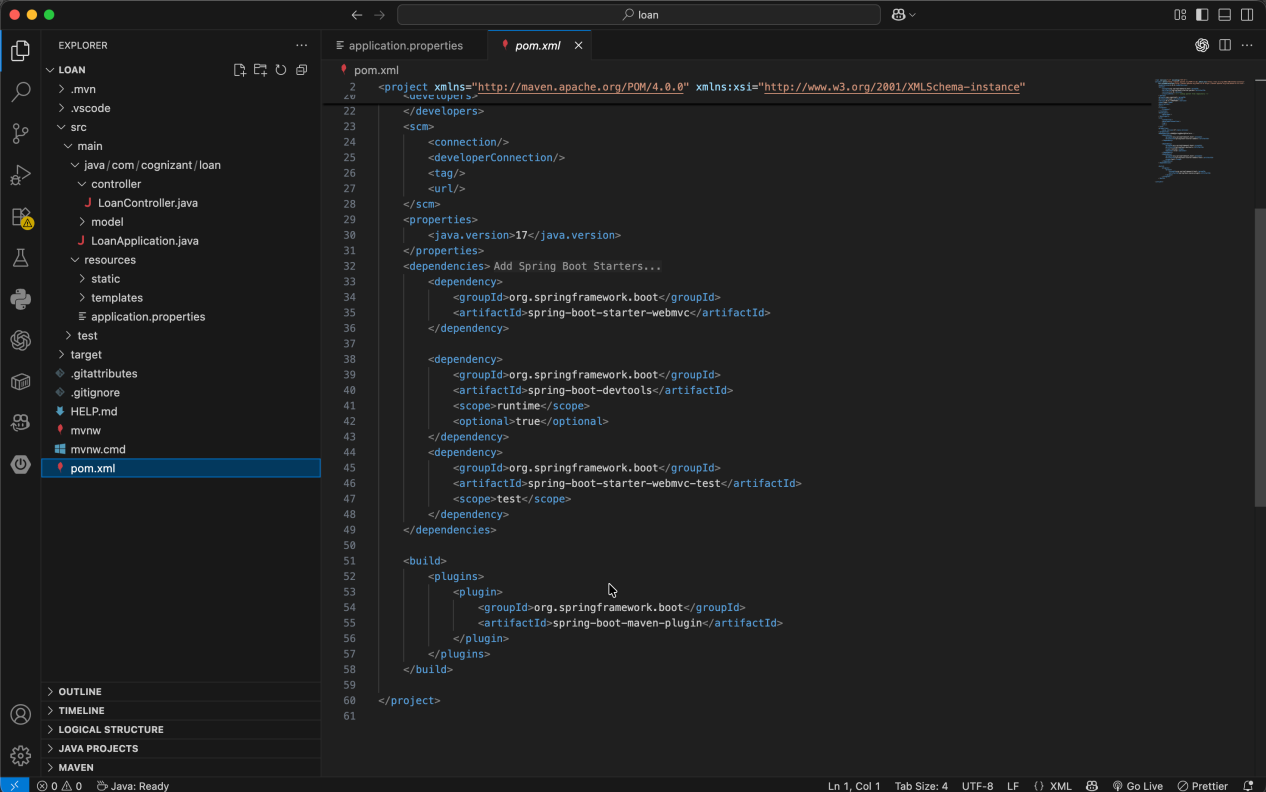 loan
EXPLORER
LOAN
.mvn
.vscode
src
main
java/com/cognizant/loan
controller
LoanController.java
model
LoanApplication.java
resources
static
templates
application.properties
test
target
.gitattributes
.gitignore
HELP.md
mvnw
mvnw.cmd
pom.xml
OUTLINE
TIMELINE
LOGICAL STRUCTURE
JAVA PROJECTS
MAVEN
application.properties
pom.xml
pom.xml
2 <project xmlns="http://maven.apache.org/POM/4.0.0" xmlns:xsi="http://www.w3.org/2001/XMLSchema-instance"
20 <developers>
22 </developers>
23 <scm>
24 <connection/>
25 <developerConnection/>
26 <tag/>
27 <url/>
28 </scm>
29 <properties>
30 <java.version>17</java.version>
31 </properties>
32 <dependencies> Add Spring Boot Starters...
33 <dependency>
34 <groupId>org.springframework.boot</groupId>
35 <artifactId>spring-boot-starter-webmvc</artifactId>
36 </dependency>
37
38 <dependency>
39 <groupId>org.springframework.boot</groupId>
40 <artifactId>spring-boot-devtools</artifactId>
41 <scope>runtime</scope>
42 <optional>true</optional>
43 </dependency>
44 <dependency>
45 <groupId>org.springframework.boot</groupId>
46 <artifactId>spring-boot-starter-webmvc-test</artifactId>
47 <scope>test</scope>
48 </dependency>
49 </dependencies>
50
51 <build>
52 <plugins>
53 <plugin>
54 <groupId>org.springframework.boot</groupId>
55 <artifactId>spring-boot-maven-plugin</artifactId>
56 </plugin>
57 </plugins>
58 </build>
59
60 </project>
61
0 0 Java: Ready
Ln 1, Col 1 Tab Size: 4 UTF-8 LF {} XML Go Live Prettier